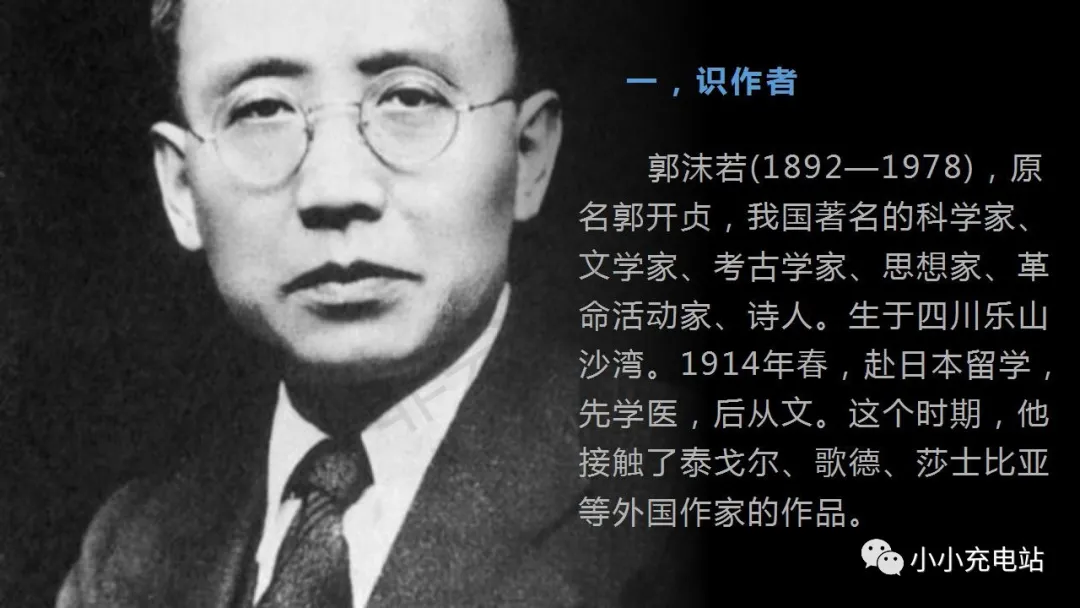 一，识作者
郭沫若(1892—1978)，原
名郭开贞，我国著名的科学家、
文学家、考古学家、思想家、革
命活动家、诗人。生于四川乐山
沙湾。1914年春，赴日本留学，
先学医，后从文。这个时期，他
接触了泰戈尔、歌德、莎士比亚
等外国作家的作品。
小小充电站